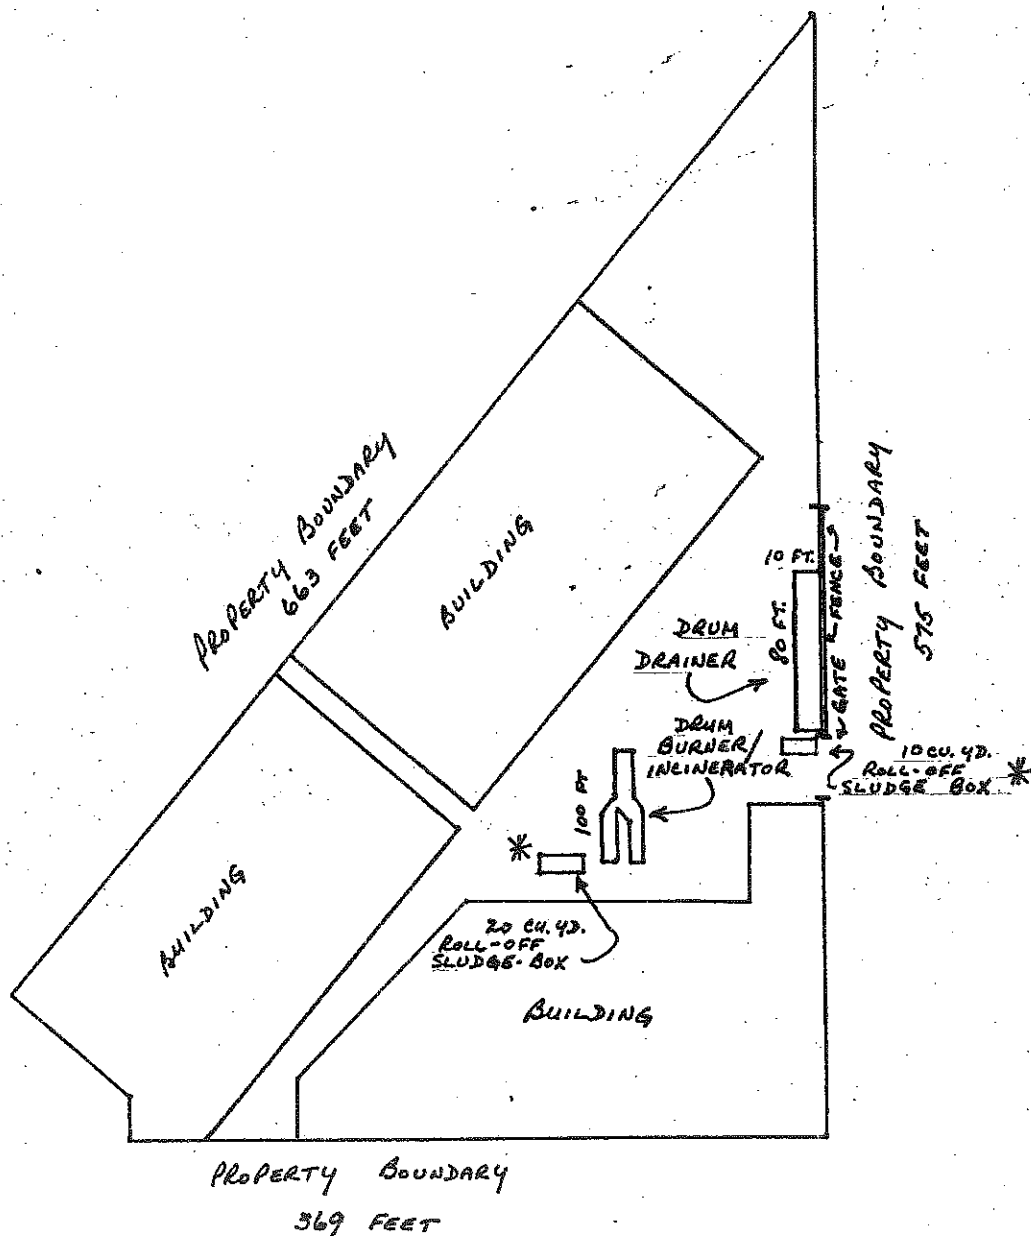 PROPERTY BOUNDARY
663 FEET
BUILDING
PROPERTY BOUNDARY
575 FEET
10 FT.
80 FT.
GATE
FENCE
DRUM
DRAINER
DRUM
BURNER/
INCINERATOR
100 FT
10 CU. YD.
ROLL-OFF
SLUDGE BOX *
*
20 CU. YD.
ROLL-OFF
SLUDGE-BOX
BUILDING
BUILDING
PROPERTY BOUNDARY
369 FEET